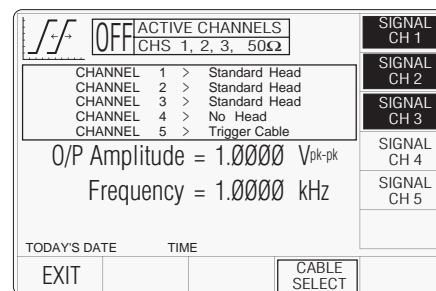 OFF
ACTIVE CHANNELS
CHS 1, 2, 3, 50Ω
CHANNEL 1 > Standard Head
CHANNEL 2 > Standard Head
CHANNEL 3 > Standard Head
CHANNEL 4 > No Head
CHANNEL 5 > Trigger Cable
O/P Amplitude = 1.0000 Vpk-pk
Frequency = 1.0000 kHz
TODAY'S DATE TIME
EXIT
CABLE
SELECT
SIGNAL
CH 1
SIGNAL
CH 2
SIGNAL
CH 3
SIGNAL
CH 4
SIGNAL
CH 5